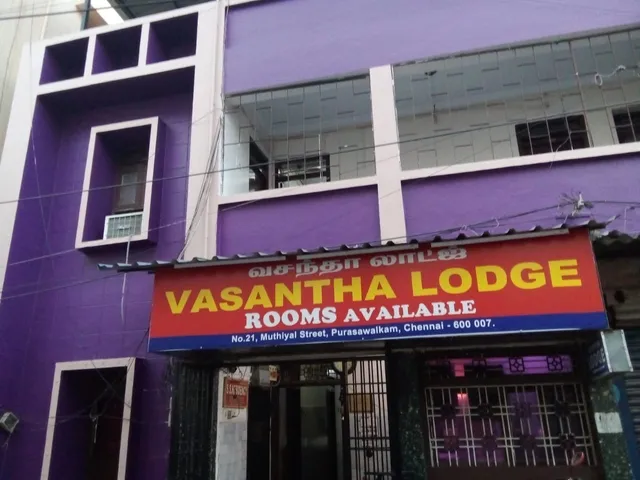 வசந்தா லாட்ஜ்
VASANTHA LODGE
ROOMS AVAILABLE
No.21, Muthiyal Street, Purasawalkam, Chennai - 600 007.